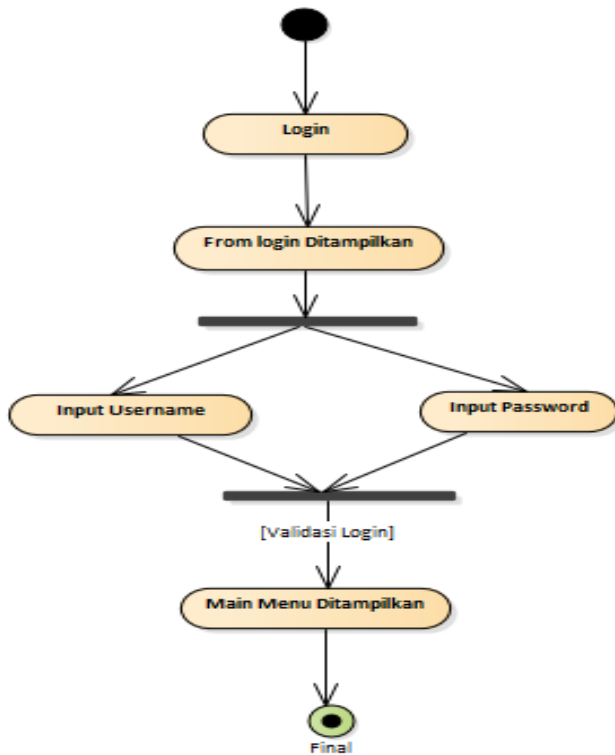 Login
From login Ditampilkan
Input Username
Input Password
[Validasi Login]
Main Menu Ditampilkan
Final